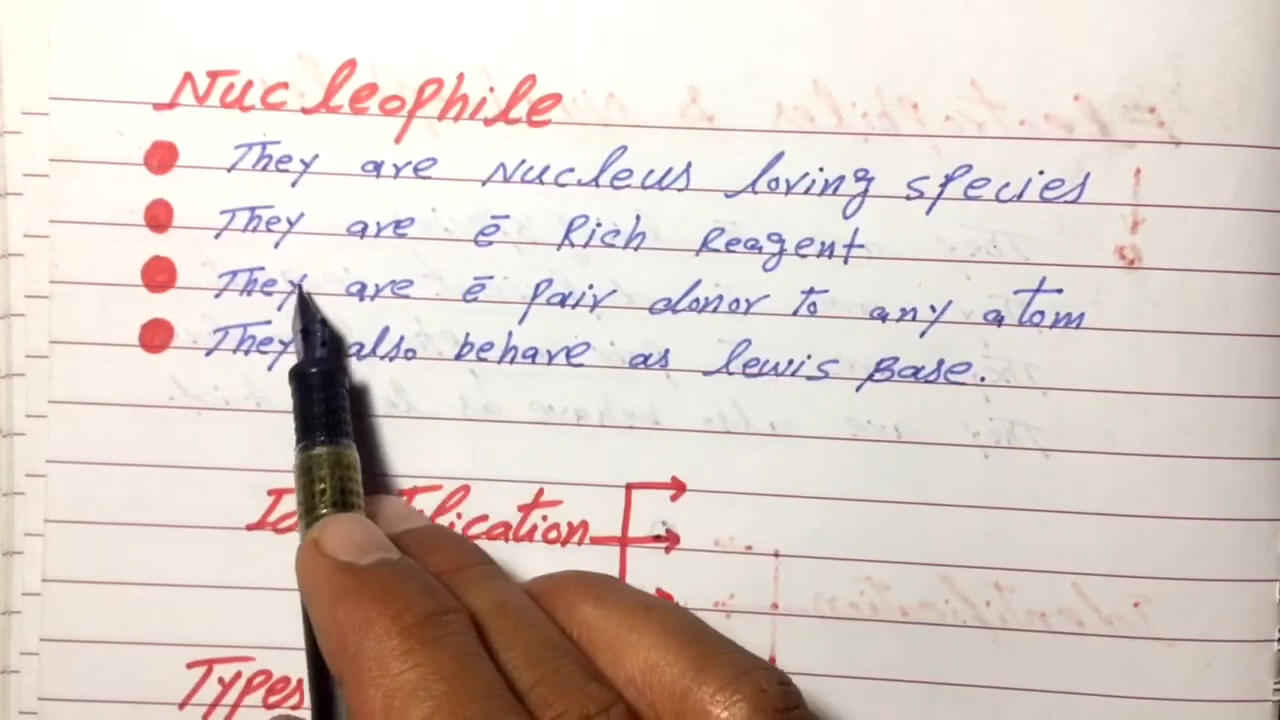 Nucleophile
They are Nucleus loving species
They are ē Rich Reagent
They are ē pair donor to any atom
They also behave as lewis Base.
Types